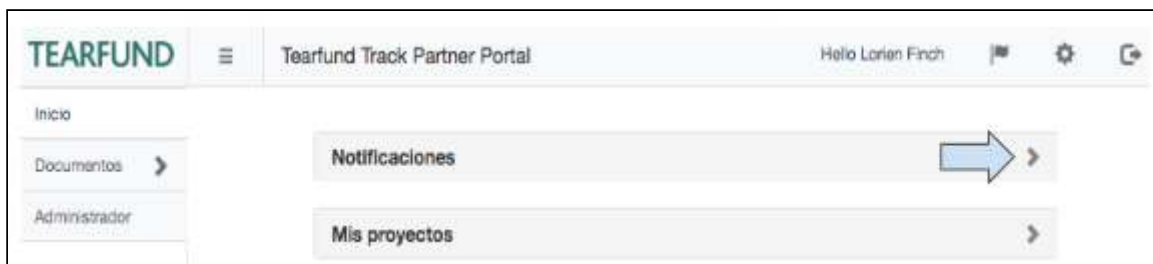 TEARFUND
Tearfund Track Partner Portal
Hello Lorien Finch
Inicio
Documentos
Administrador
Notificaciones
Mis proyectos